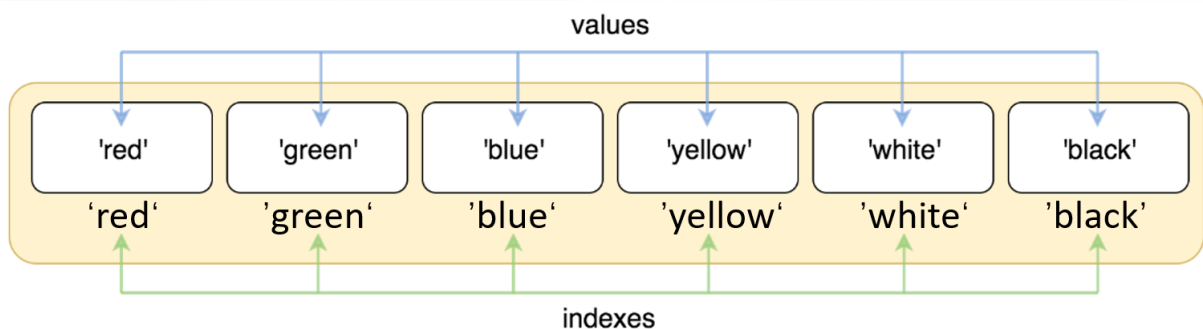 values
'red' 'green' 'blue' 'yellow' 'white' 'black'
‘red‘ ’green‘ ’blue‘ ’yellow‘ ’white‘ ’black’
indexes